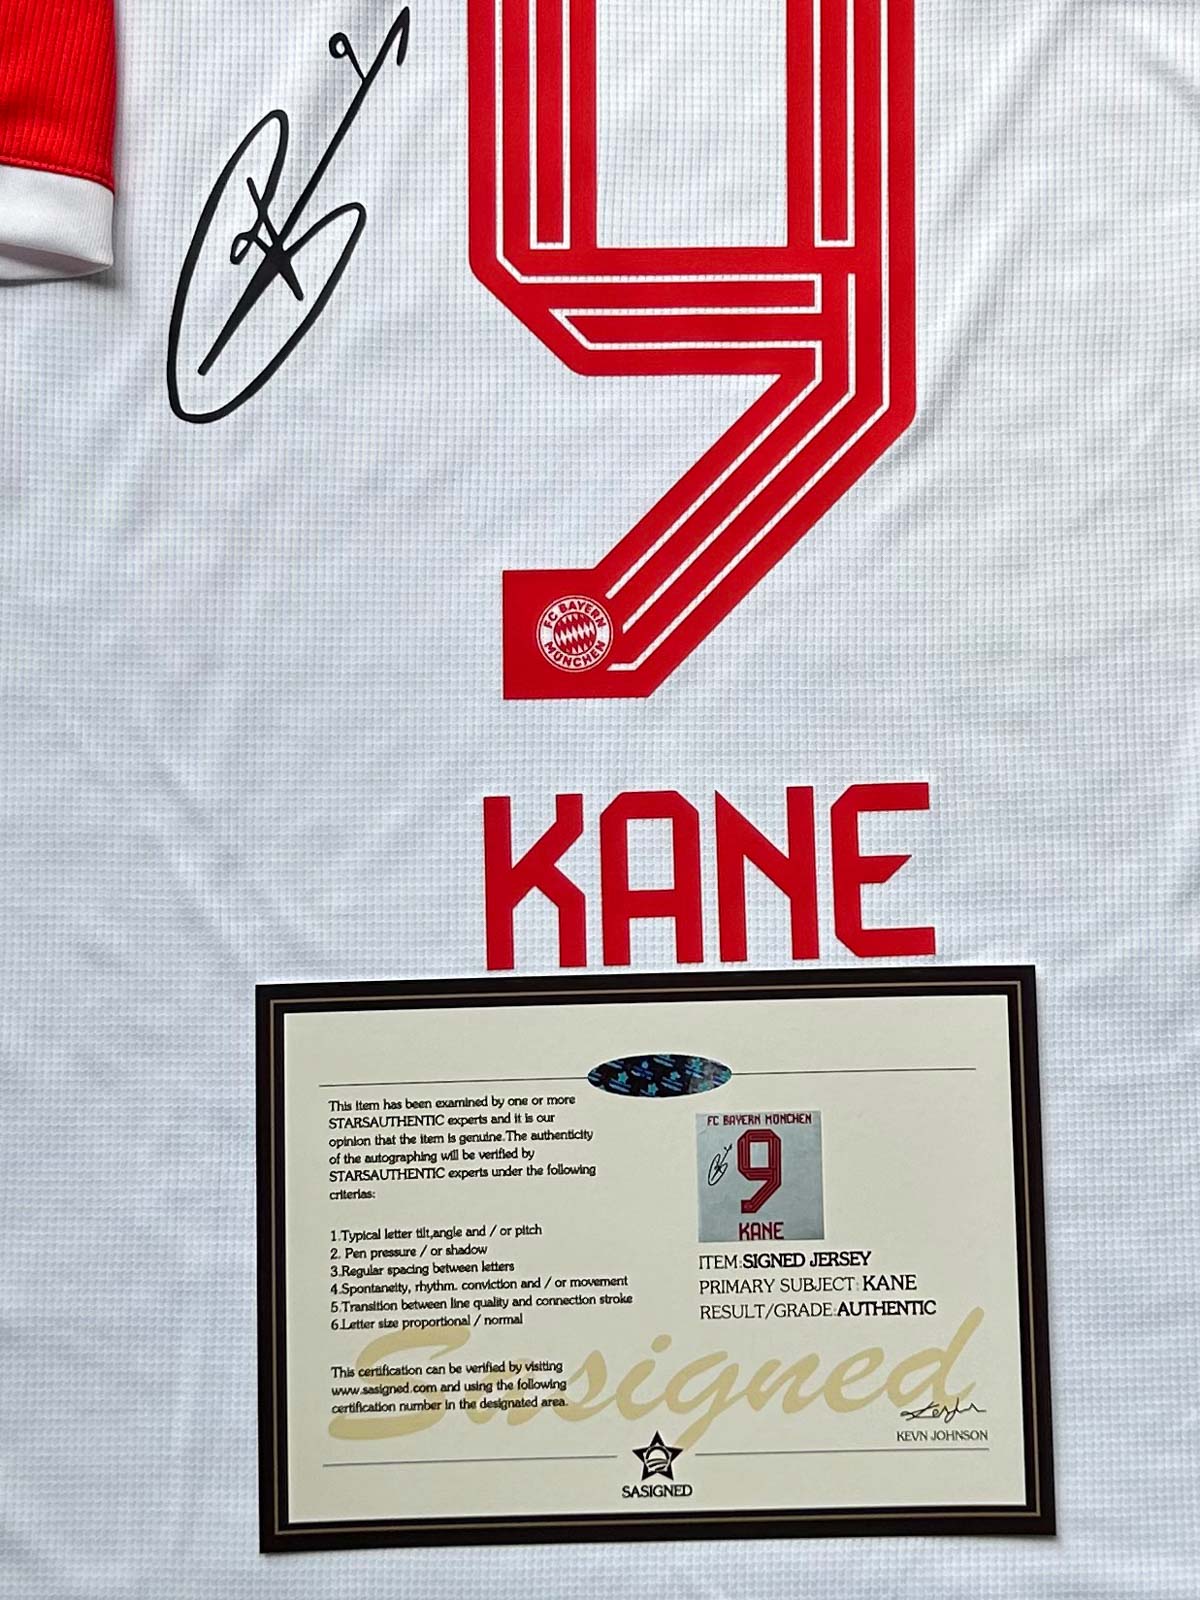 9
FC BAYERN
MÜNCHEN
KANE
This item has been examined by one or more
STARSAUTHENTIC experts and it is our
opinion that the item is genuine.The authenticity
of the autographing will be verified by
STARSAUTHENTIC experts under the following
criterias:
1.Typical letter tilt,angle and / or pitch
2. Pen pressure / or shadow
3.Regular spacing between letters
4.Spontaneity, rhythm. conviction and / or movement
5.Transition between line quality and connection stroke
6.Letter size proportional / normal
This certification can be verified by visiting
www.sasigned.com and using the following
certification number in the designated area.
FC BAYERN MÜNCHEN
9
KANE
ITEM:SIGNED JERSEY
PRIMARY SUBJECT:KANE
RESULT/GRADE:AUTHENTIC
Sasigned
KEVN JOHNSON
SASIGNED